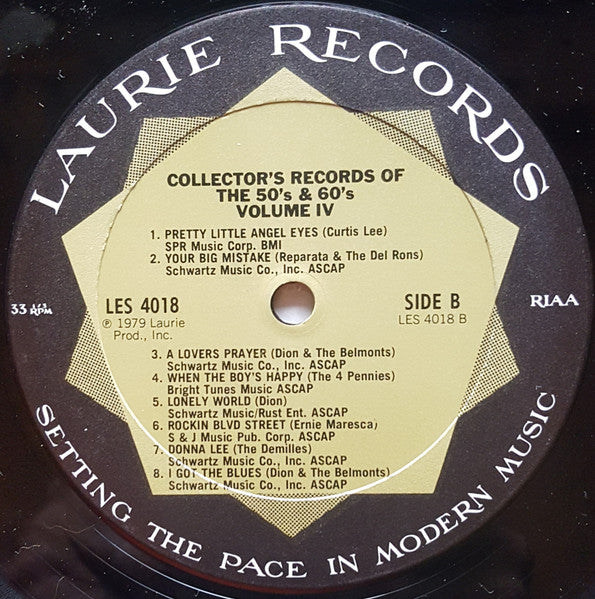 LAURIE RECORDS
COLLECTOR'S RECORDS OF
THE 50's & 60's
VOLUME IV
1. PRETTY LITTLE ANGEL EYES (Curtis Lee)
SPR Music Corp. BMI
2. YOUR BIG MISTAKE (Reparata & The Del Rons)
Schwartz Music Co., Inc. ASCAP
33 1/3 RPM
LES 4018
℗ 1979 Laurie
Prod., Inc.
SIDE B
LES 4018 B
RIAA
3. A LOVERS PRAYER (Dion & The Belmonts)
Schwartz Music Co., Inc. ASCAP
4. WHEN THE BOY'S HAPPY (The 4 Pennies)
Bright Tunes Music ASCAP
5. LONELY WORLD (Dion)
Schwartz Music/Rust Ent. ASCAP
6. ROCKIN BLVD STREET (Ernie Maresca)
S & J Music Pub. Corp. ASCAP
7. DONNA LEE (The Demilles)
Schwartz Music Co., Inc. ASCAP
8. I GOT THE BLUES (Dion & The Belmonts)
Schwartz Music Co., Inc. ASCAP
SETTING THE PACE IN MODERN MUSIC